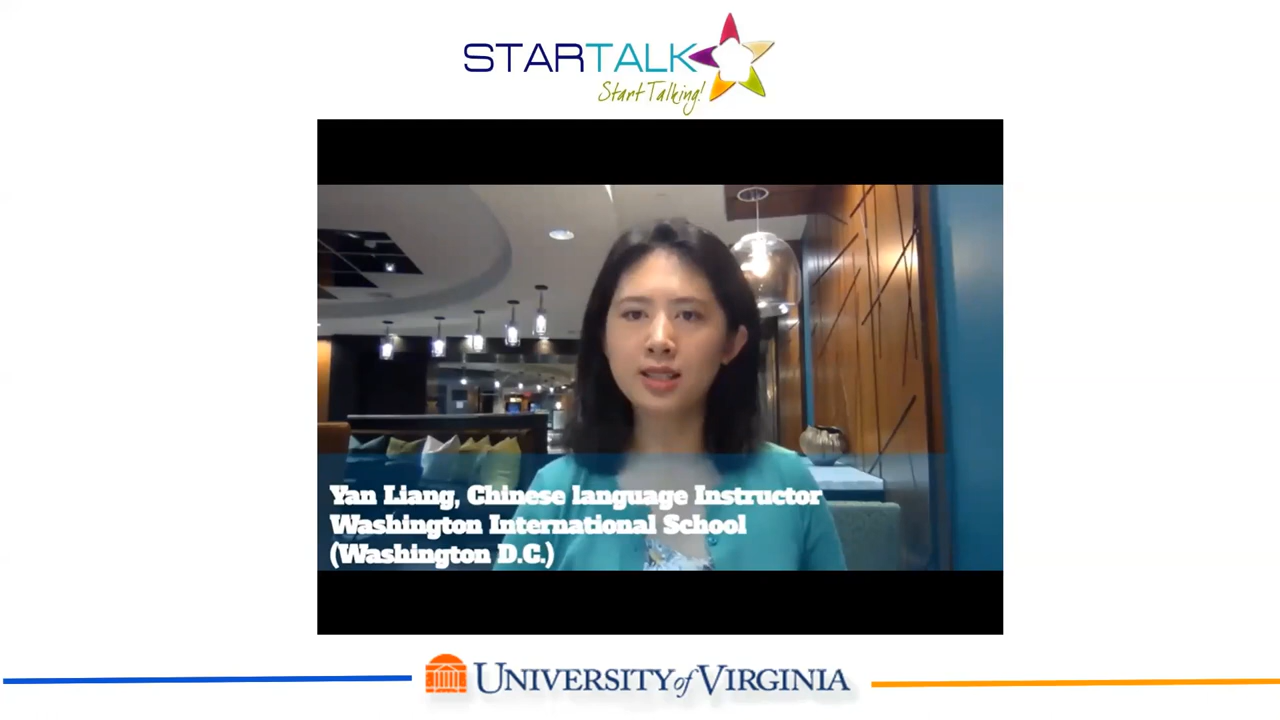 STARTALK
Start Talking!
Yan Liang, Chinese language Instructor
Washington International School
(Washington D.C.)
UNIVERSITY of VIRGINIA